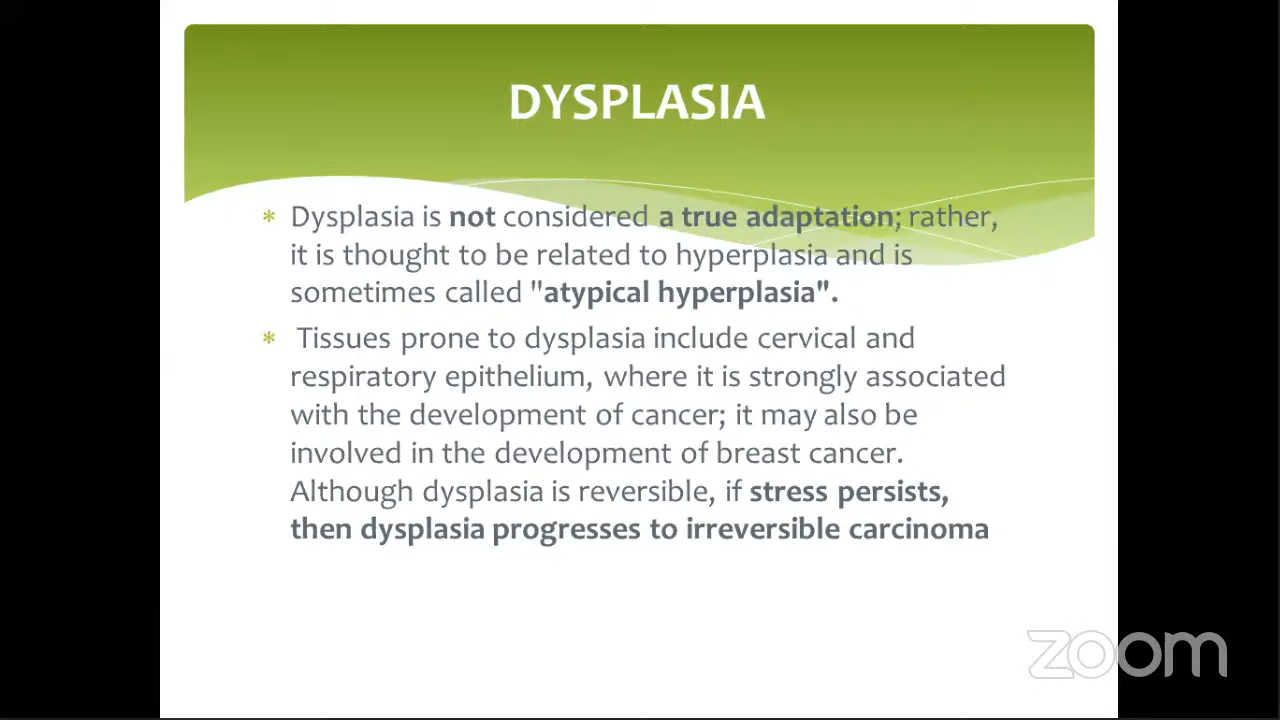 DYSPLASIA
* Dysplasia is not considered a true adaptation; rather,
it is thought to be related to hyperplasia and is
sometimes called "atypical hyperplasia".
* Tissues prone to dysplasia include cervical and
respiratory epithelium, where it is strongly associated
with the development of cancer; it may also be
involved in the development of breast cancer.
Although dysplasia is reversible, if stress persists,
then dysplasia progresses to irreversible carcinoma
zoom